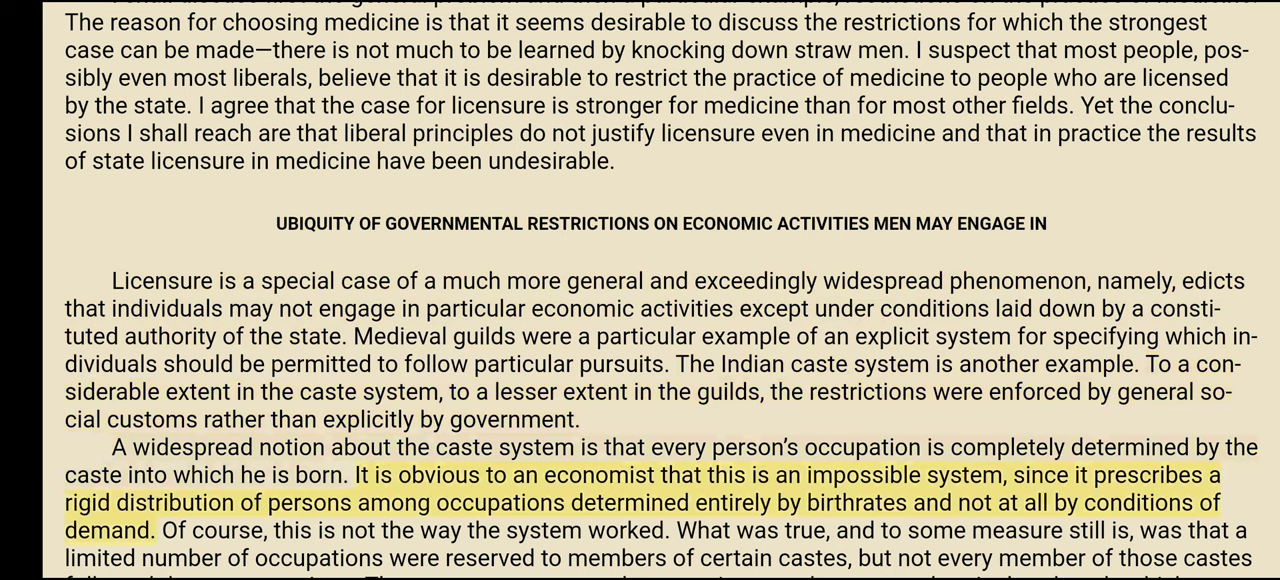 The reason for choosing medicine is that it seems desirable to discuss the restrictions for which the strongest
case can be made—there is not much to be learned by knocking down straw men. I suspect that most people, pos-
sibly even most liberals, believe that it is desirable to restrict the practice of medicine to people who are licensed
by the state. I agree that the case for licensure is stronger for medicine than for most other fields. Yet the conclu-
sions I shall reach are that liberal principles do not justify licensure even in medicine and that in practice the results
of state licensure in medicine have been undesirable.
UBIQUITY OF GOVERNMENTAL RESTRICTIONS ON ECONOMIC ACTIVITIES MEN MAY ENGAGE IN
Licensure is a special case of a much more general and exceedingly widespread phenomenon, namely, edicts
that individuals may not engage in particular economic activities except under conditions laid down by a consti-
tuted authority of the state. Medieval guilds were a particular example of an explicit system for specifying which in-
dividuals should be permitted to follow particular pursuits. The Indian caste system is another example. To a con-
siderable extent in the caste system, to a lesser extent in the guilds, the restrictions were enforced by general so-
cial customs rather than explicitly by government.
A widespread notion about the caste system is that every person's occupation is completely determined by the
caste into which he is born. It is obvious to an economist that this is an impossible system, since it prescribes a
rigid distribution of persons among occupations determined entirely by birthrates and not at all by conditions of
demand. Of course, this is not the way the system worked. What was true, and to some measure still is, was that a
limited number of occupations were reserved to members of certain castes, but not every member of those castes